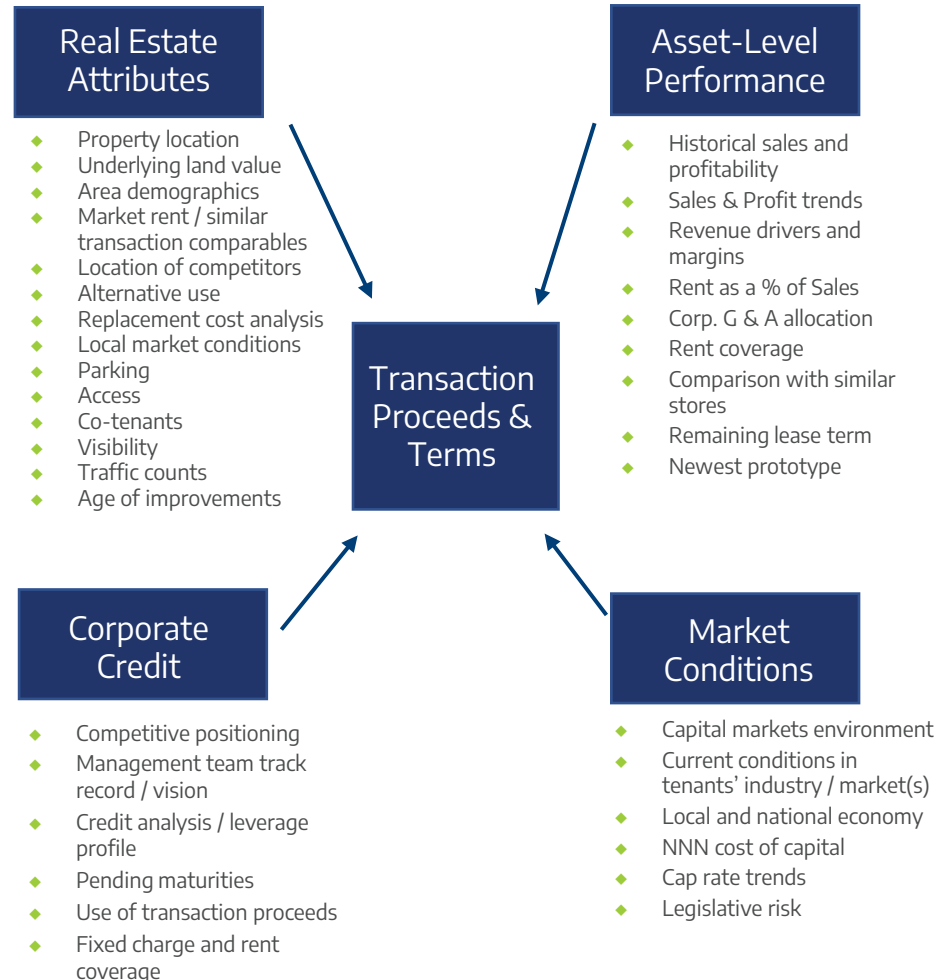 Real Estate
Attributes
Property location
Underlying land value
Area demographics
Market rent / similar
transaction comparables
Location of competitors
Alternative use
Replacement cost analysis
Local market conditions
Parking
Access
Co-tenants
Visibility
Traffic counts
Age of improvements
Asset-Level
Performance
Historical sales and
profitability
Sales & Profit trends
Revenue drivers and
margins
Rent as a % of Sales
Corp. G & A allocation
Rent coverage
Comparison with similar
stores
Remaining lease term
Newest prototype
Transaction
Proceeds &
Terms
Corporate
Credit
Competitive positioning
Management team track
record / vision
Credit analysis / leverage
profile
Pending maturities
Use of transaction proceeds
Fixed charge and rent
coverage
Market
Conditions
Capital markets environment
Current conditions in
tenants’ industry / market(s)
Local and national economy
NNN cost of capital
Cap rate trends
Legislative risk